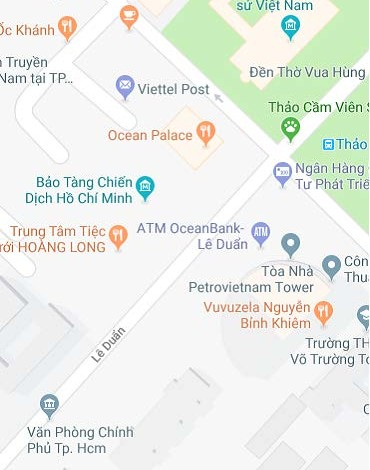 sử Việt Nam
Ốc Khánh
Đền Thờ Vua Hùng
n Truyền
Nam tại TP...
Viettel Post
Thảo Cầm Viên S
Ocean Palace
Thảo
Ngân Hàng
Tư Phát Triể
Bảo Tàng Chiến
Dịch Hồ Chí Minh
ATM OceanBank-
Lê Duẩn
Trung Tâm Tiệc
ưới HOÀNG LONG
Tòa Nhà
Petrovietnam Tower
Côn
Thu
Vuvuzela Nguyễn
Bỉnh Khiêm
Lê Duẩn
Trường TH
Võ Trường To
Văn Phòng Chính
Phủ Tp. Hcm